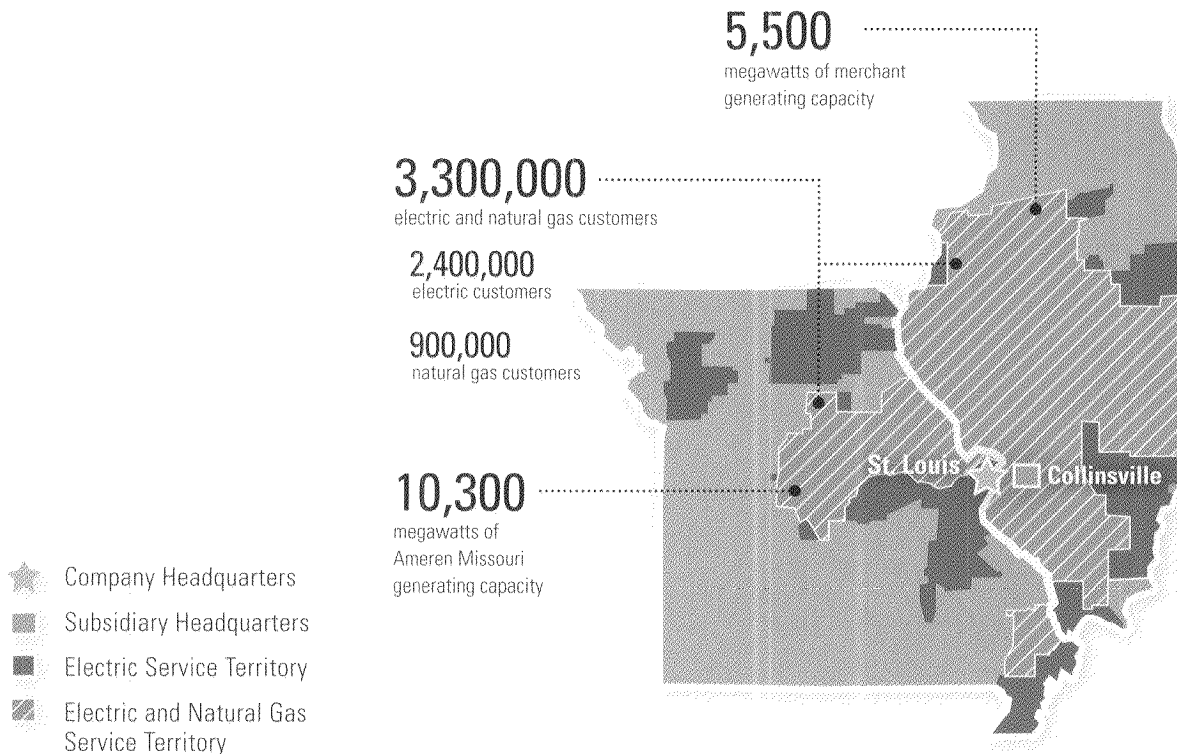 5,500
megawatts of merchant
generating capacity
3,300,000
electric and natural gas customers
2,400,000
electric customers
900,000
natural gas customers
St. Louis
Collinsville
10,300
megawatts of
Ameren Missouri
generating capacity
Company Headquarters
Subsidiary Headquarters
Electric Service Territory
Electric and Natural Gas
Service Territory